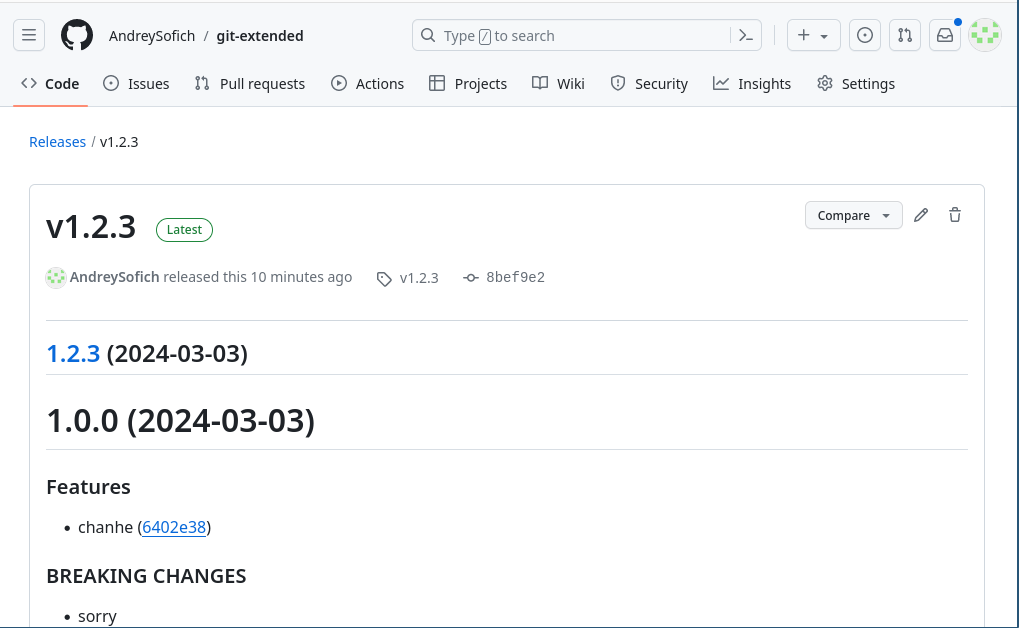 AndreySofich / git-extended
Type / to search
Code Issues Pull requests Actions Projects Wiki Security Insights Settings
Releases / v1.2.3
v1.2.3 Latest
Compare
AndreySofich released this 10 minutes ago v1.2.3 8bef9e2
1.2.3 (2024-03-03)
1.0.0 (2024-03-03)
Features
• chanhe (6402e38)
BREAKING CHANGES
• sorry